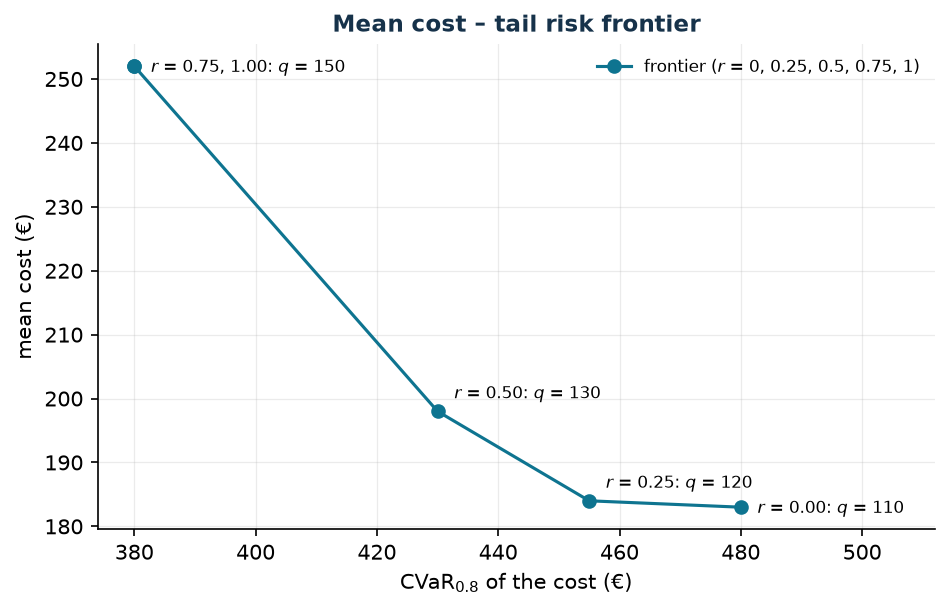 Mean cost – tail risk frontier
r = 0.75, 1.00: q = 150
frontier (r = 0, 0.25, 0.5, 0.75, 1)
r = 0.50: q = 130
r = 0.25: q = 120
r = 0.00: q = 110
mean cost (€)
250
240
230
220
210
200
190
180
380 400 420 440 460 480 500
CVaR₀.₈ of the cost (€)